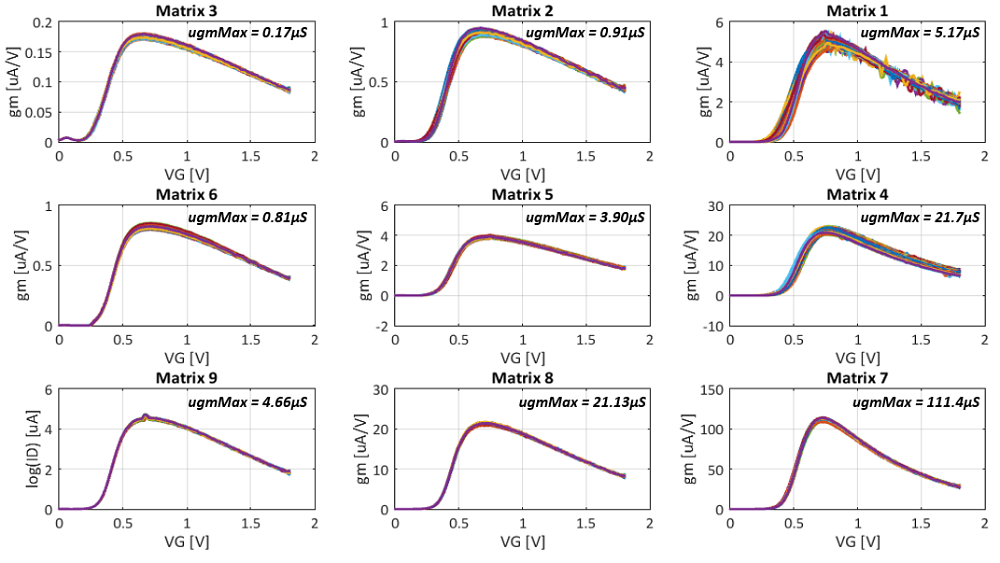 Matrix 3
ugmMax = 0.17µS
gm [uA/V]
0.2
0.15
0.1
0.05
0
0 0.5 1 1.5 2
VG [V]
Matrix 2
ugmMax = 0.91µS
gm [uA/V]
1
0.5
0
0 0.5 1 1.5 2
VG [V]
Matrix 1
ugmMax = 5.17µS
gm [uA/V]
6
4
2
0
0 0.5 1 1.5 2
VG [V]
Matrix 6
ugmMax = 0.81µS
gm [uA/V]
1
0.5
0
0 0.5 1 1.5 2
VG [V]
Matrix 5
ugmMax = 3.90µS
gm [uA/V]
6
4
2
0
-2
0 0.5 1 1.5 2
VG [V]
Matrix 4
ugmMax = 21.7µS
gm [uA/V]
30
20
10
0
-10
0 0.5 1 1.5 2
VG [V]
Matrix 9
ugmMax = 4.66µS
log(ID) [uA]
6
4
2
0
0 0.5 1 1.5 2
VG [V]
Matrix 8
ugmMax = 21.13µS
gm [uA/V]
30
20
10
0
0 0.5 1 1.5 2
VG [V]
Matrix 7
ugmMax = 111.4µS
gm [uA/V]
150
100
50
0
0 0.5 1 1.5 2
VG [V]